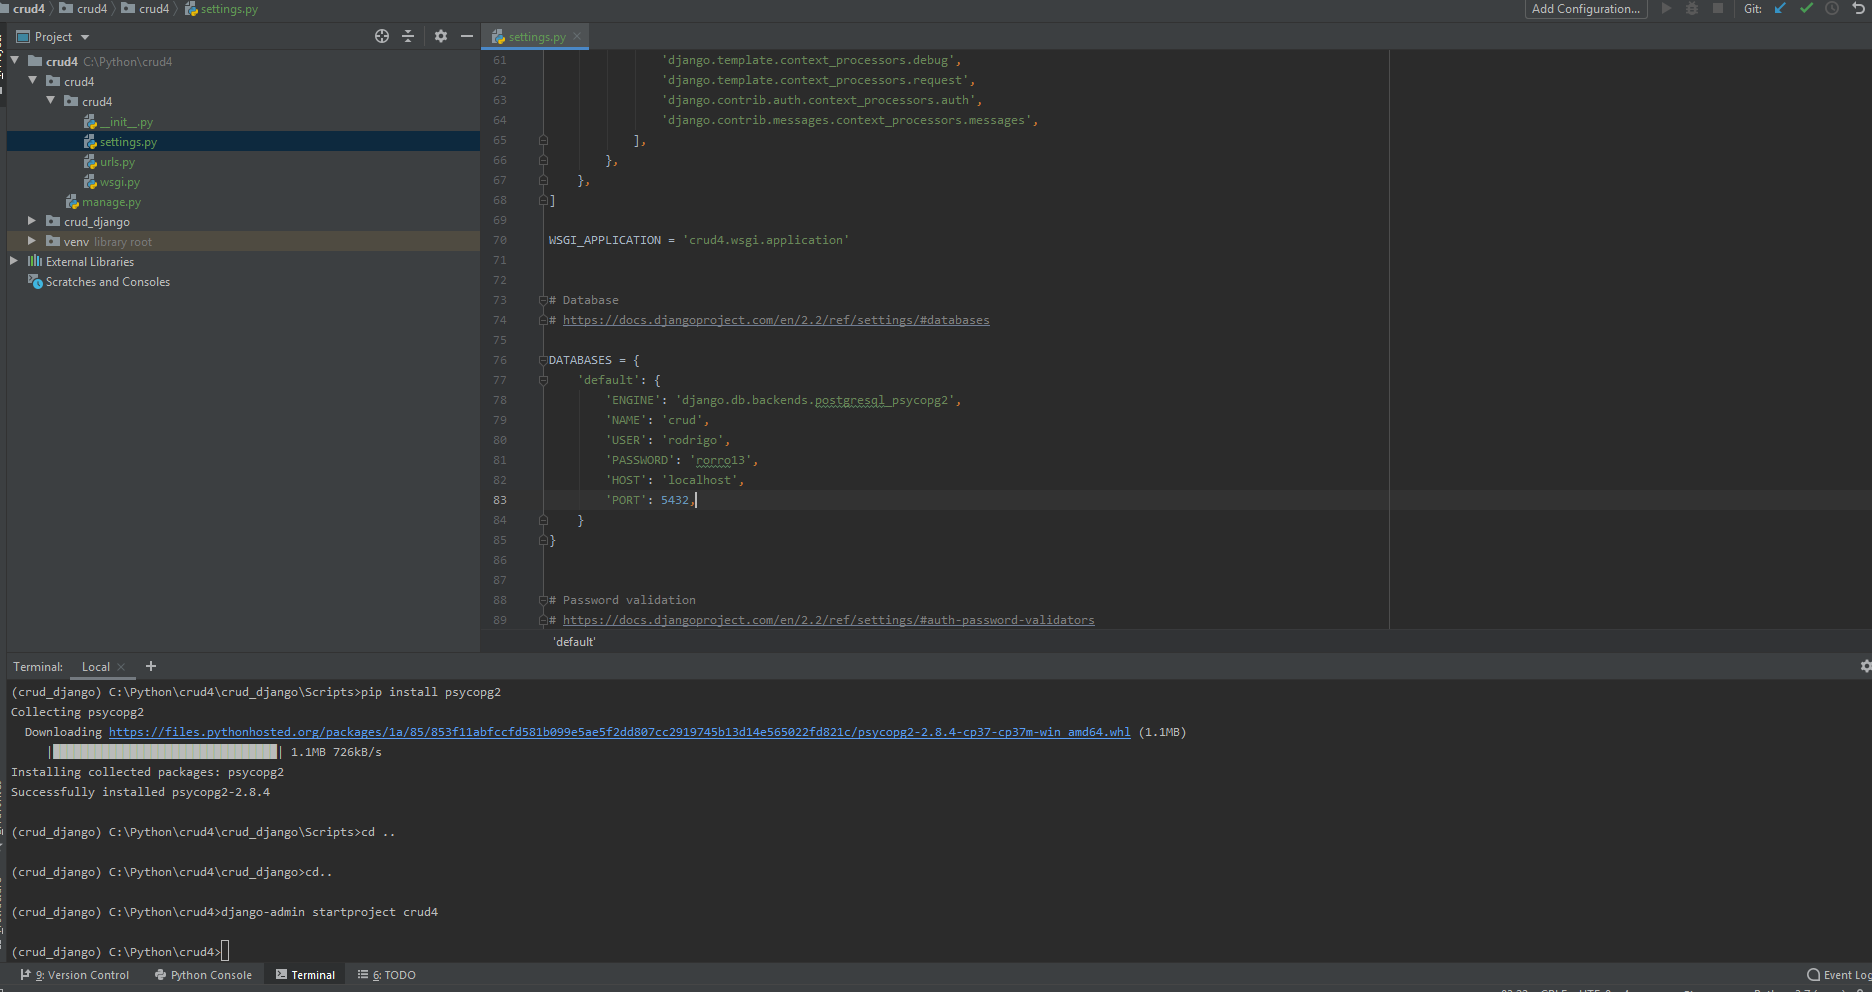 crud4 crud4 crud4 settings.py Add Configuration... Git:
Project
settings.py
crud4 C:\Python\crud4
crud4
crud4
__init__.py
settings.py
urls.py
wsgi.py
manage.py
crud_django
venv library root
External Libraries
Scratches and Consoles
61 'django.template.context_processors.debug',
62 'django.template.context_processors.request',
63 'django.contrib.auth.context_processors.auth',
64 'django.contrib.messages.context_processors.messages',
65 ],
66 },
67 },
68 ]
69
70 WSGI_APPLICATION = 'crud4.wsgi.application'
71
72
73 # Database
74 # https://docs.djangoproject.com/en/2.2/ref/settings/#databases
75
76 DATABASES = {
77 'default': {
78 'ENGINE': 'django.db.backends.postgresql_psycopg2',
79 'NAME': 'crud',
80 'USER': 'rodrigo',
81 'PASSWORD': 'rorro13',
82 'HOST': 'localhost',
83 'PORT': 5432,
84 }
85 }
86
87
88 # Password validation
89 # https://docs.djangoproject.com/en/2.2/ref/settings/#auth-password-validators
'default'
Terminal: Local +
(crud_django) C:\Python\crud4\crud_django\Scripts>pip install psycopg2
Collecting psycopg2
Downloading https://files.pythonhosted.org/packages/1a/85/853f11abfccfd581b099e5ae5f2dd807cc2919745b13d14e565022fd821c/psycopg2-2.8.4-cp37-cp37m-win_amd64.whl (1.1MB)
| | 1.1MB 726kB/s
Installing collected packages: psycopg2
Successfully installed psycopg2-2.8.4
(crud_django) C:\Python\crud4\crud_django\Scripts>cd ..
(crud_django) C:\Python\crud4\crud_django>cd..
(crud_django) C:\Python\crud4>django-admin startproject crud4
(crud_django) C:\Python\crud4>
9: Version Control Python Console Terminal 6: TODO Event Log